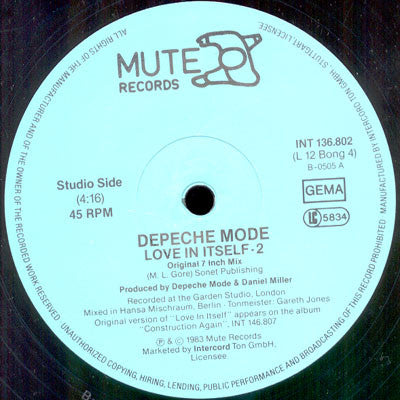 MUTE
RECORDS
Studio Side
(4:16)
45 RPM
INT 136.802
(L 12 Bong 4)
B-0505 A
GEMA
LC 5834
DEPECHE MODE
LOVE IN ITSELF·2
Original 7 Inch Mix
(M. L. Gore) Sonet Publishing
Produced by Depeche Mode & Daniel Miller
Recorded at the Garden Studio, London
Mixed in Hansa Mischraum, Berlin · Tonmeister: Gareth Jones
Original version of "Love In Itself" appears on the album
"Construction Again". INT 146.807
℗ & © 1983 Mute Records
Marketed by Intercord Ton GmbH.
Licensee.
ALL RIGHTS OF THE MANUFACTURER AND OF THE OWNER OF THE RECORDED WORK RESERVED. UNAUTHORIZED COPYING, HIRING, LENDING, PUBLIC PERFORMANCE AND BROADCASTING OF THIS RECORD PROHIBITED. MANUFACTURED BY INTERCORD TON GMBH., STUTTGART/LICENSEE.